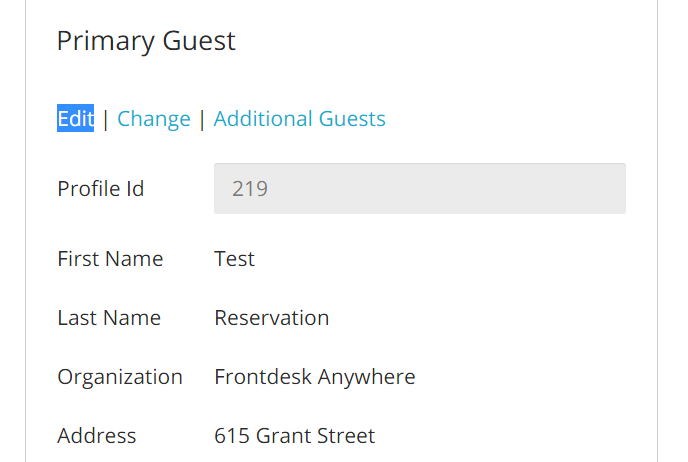 Primary Guest
Edit | Change | Additional Guests
Profile Id 219
First Name Test
Last Name Reservation
Organization Frontdesk Anywhere
Address 615 Grant Street